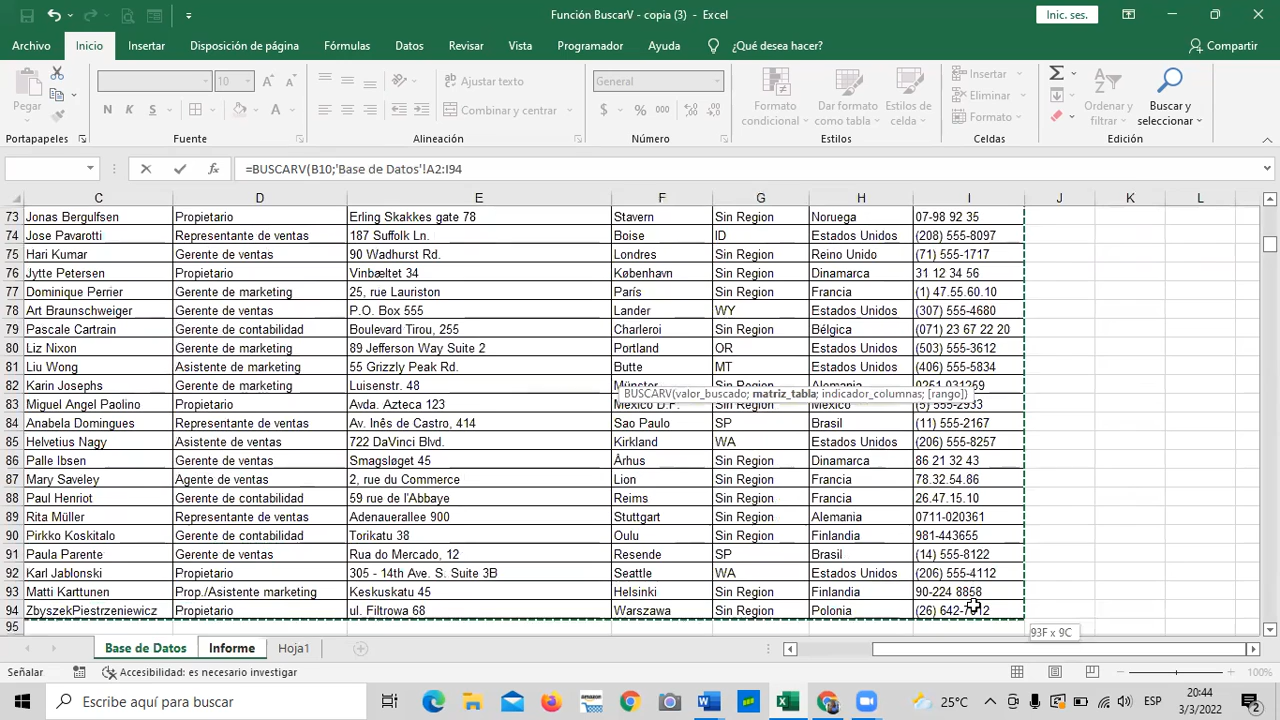 Función BuscarV - copia (3) - Excel
Inic. ses.
Archivo Inicio Insertar Disposición de página Fórmulas Datos Revisar Vista Programador Ayuda ¿Qué desea hacer? Compartir
Pegar
10
N K S
Ajustar texto
Combinar y centrar
General
$ % 000
Formato condicional
Dar formato como tabla
Estilos de celda
Insertar
Eliminar
Formato
Ordenar y filtrar
Buscar y seleccionar
Portapapeles Fuente Alineación Número Estilos Celdas Edición
=BUSCARV(B10;'Base de Datos'!A2:I94
C D E F G H I J K L
73 Jonas Bergulfsen Propietario Erling Skakkes gate 78 Stavern Sin Region Noruega 07-98 92 35
74 Jose Pavarotti Representante de ventas 187 Suffolk Ln. Boise ID Estados Unidos (208) 555-8097
75 Hari Kumar Gerente de ventas 90 Wadhurst Rd. Londres Sin Region Reino Unido (71) 555-1717
76 Jytte Petersen Propietario Vinbæltet 34 København Sin Region Dinamarca 31 12 34 56
77 Dominique Perrier Gerente de marketing 25, rue Lauriston París Sin Region Francia (1) 47.55.60.10
78 Art Braunschweiger Gerente de ventas P.O. Box 555 Lander WY Estados Unidos (307) 555-4680
79 Pascale Cartrain Gerente de contabilidad Boulevard Tirou, 255 Charleroi Sin Region Bélgica (071) 23 67 22 20
80 Liz Nixon Gerente de marketing 89 Jefferson Way Suite 2 Portland OR Estados Unidos (503) 555-3612
81 Liu Wong Asistente de marketing 55 Grizzly Peak Rd. Butte MT Estados Unidos (406) 555-5834
82 Karin Josephs Gerente de marketing Luisenstr. 48 Münster Sin Region Alemania 0251-031259
BUSCARV(valor_buscado; matriz_tabla; indicador_columnas; [rango])
83 Miguel Angel Paolino Propietario Avda. Azteca 123 México D.F. Sin Region México (5) 555-2933
84 Anabela Domingues Representante de ventas Av. Inês de Castro, 414 Sao Paulo SP Brasil (11) 555-2167
85 Helvetius Nagy Asistente de ventas 722 DaVinci Blvd. Kirkland WA Estados Unidos (206) 555-8257
86 Palle Ibsen Gerente de ventas Smagsløget 45 Århus Sin Region Dinamarca 86 21 32 43
87 Mary Saveley Agente de ventas 2, rue du Commerce Lion Sin Region Francia 78.32.54.86
88 Paul Henriot Gerente de contabilidad 59 rue de l'Abbaye Reims Sin Region Francia 26.47.15.10
89 Rita Müller Representante de ventas Adenauerallee 900 Stuttgart Sin Region Alemania 0711-020361
90 Pirkko Koskitalo Gerente de contabilidad Torikatu 38 Oulu Sin Region Finlandia 981-443655
91 Paula Parente Gerente de ventas Rua do Mercado, 12 Resende SP Brasil (14) 555-8122
92 Karl Jablonski Propietario 305 - 14th Ave. S. Suite 3B Seattle WA Estados Unidos (206) 555-4112
93 Matti Karttunen Prop./Asistente marketing Keskuskatu 45 Helsinki Sin Region Finlandia 90-224 8858
94 ZbyszekPiestrzeniewicz Propietario ul. Filtrowa 68 Warszawa Sin Region Polonia (26)
95
93F x 9C
Base de Datos Informe Hoja1
Señalar Accesibilidad: es necesario investigar 100%
Escribe aquí para buscar
25°C
ESP
20:44
3/3/2022
2